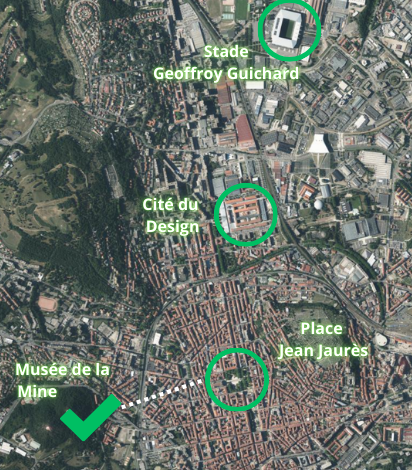 Stade
Geoffroy Guichard
Cité du
Design
Place
Jean Jaurès
Musée de la
Mine